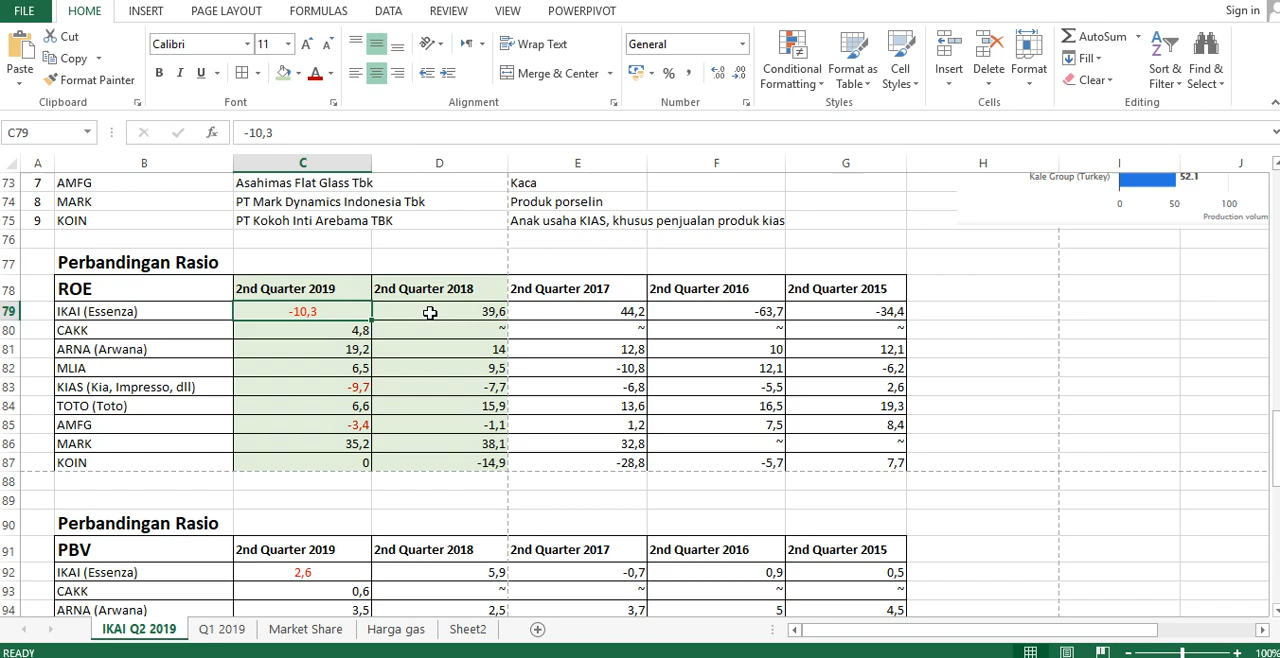 FILE HOME INSERT PAGE LAYOUT FORMULAS DATA REVIEW VIEW POWERPIVOT Sign in
Paste
Cut
Copy
Format Painter
Clipboard
Calibri 11
B I U
Font
Wrap Text
Merge & Center
Alignment
General
%
Number
Conditional Formatting
Format as Table
Cell Styles
Styles
Insert
Delete
Format
Cells
AutoSum
Fill
Clear
Sort & Filter
Find & Select
Editing
C79 fx -10,3
A B C D E F G H I J
73 7 AMFG Asahimas Flat Glass Tbk Kaca
74 8 MARK PT Mark Dynamics Indonesia Tbk Produk porselin
75 9 KOIN PT Kokoh Inti Arebama TBK Anak usaha KIAS, khusus penjualan produk kias
Kale Group (Turkey) 52.1
0 50 100
Production volum
76
77 Perbandingan Rasio
78 ROE 2nd Quarter 2019 2nd Quarter 2018 2nd Quarter 2017 2nd Quarter 2016 2nd Quarter 2015
79 IKAI (Essenza) -10,3 39,6 44,2 -63,7 -34,4
80 CAKK 4,8 ~ ~ ~ ~
81 ARNA (Arwana) 19,2 14 12,8 10 12,1
82 MLIA 6,5 9,5 -10,8 12,1 -6,2
83 KIAS (Kia, Impresso, dll) -9,7 -7,7 -6,8 -5,5 2,6
84 TOTO (Toto) 6,6 15,9 13,6 16,5 19,3
85 AMFG -3,4 -1,1 1,2 7,5 8,4
86 MARK 35,2 38,1 32,8 ~ ~
87 KOIN 0 -14,9 -28,8 -5,7 7,7
88
89
90 Perbandingan Rasio
91 PBV 2nd Quarter 2019 2nd Quarter 2018 2nd Quarter 2017 2nd Quarter 2016 2nd Quarter 2015
92 IKAI (Essenza) 2,6 5,9 -0,7 0,9 0,5
93 CAKK 0,6 ~ ~ ~ ~
94 ARNA (Arwana) 3,5 2,5 3,7 5 4,5
IKAI Q2 2019 Q1 2019 Market Share Harga gas Sheet2
READY 100%